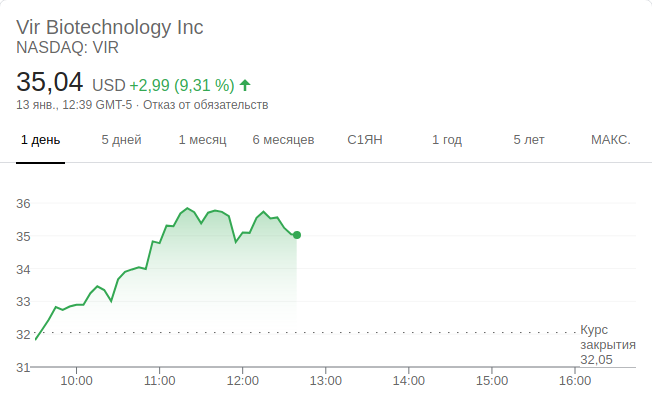 Vir Biotechnology Inc
NASDAQ: VIR
35,04 USD +2,99 (9,31 %)
13 янв., 12:39 GMT-5 · Отказ от обязательств
1 день 5 дней 1 месяц 6 месяцев С1ЯН 1 год 5 лет МАКС.
36
35
34
33
32
31
Курс
закрытия
32,05
10:00 11:00 12:00 13:00 14:00 15:00 16:00